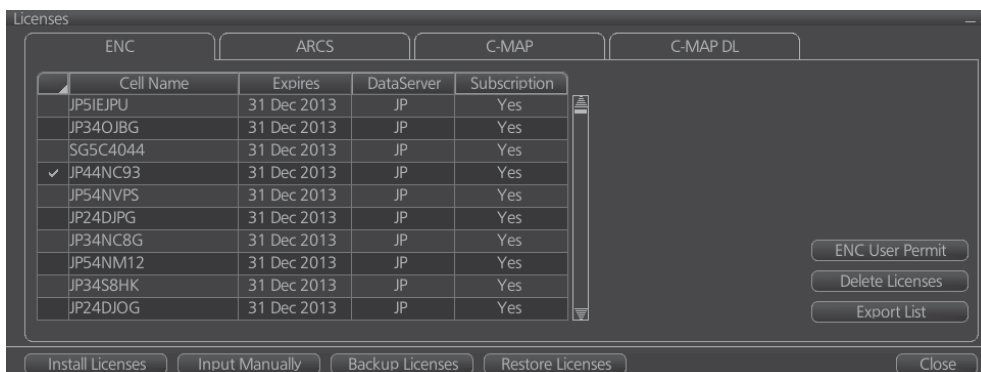 Licenses
ENC ARCS C-MAP C-MAP DL
Cell Name Expires DataServer Subscription
JP5IEJPU 31 Dec 2013 JP Yes
JP34OJBG 31 Dec 2013 JP Yes
SG5C4044 31 Dec 2013 JP Yes
✓ JP44NC93 31 Dec 2013 JP Yes
JP54NVPS 31 Dec 2013 JP Yes
JP24DJPG 31 Dec 2013 JP Yes
JP34NC8G 31 Dec 2013 JP Yes
JP54NM12 31 Dec 2013 JP Yes
JP34S8HK 31 Dec 2013 JP Yes
JP24DJOG 31 Dec 2013 JP Yes
ENC User Permit
Delete Licenses
Export List
Install Licenses Input Manually Backup Licenses Restore Licenses Close